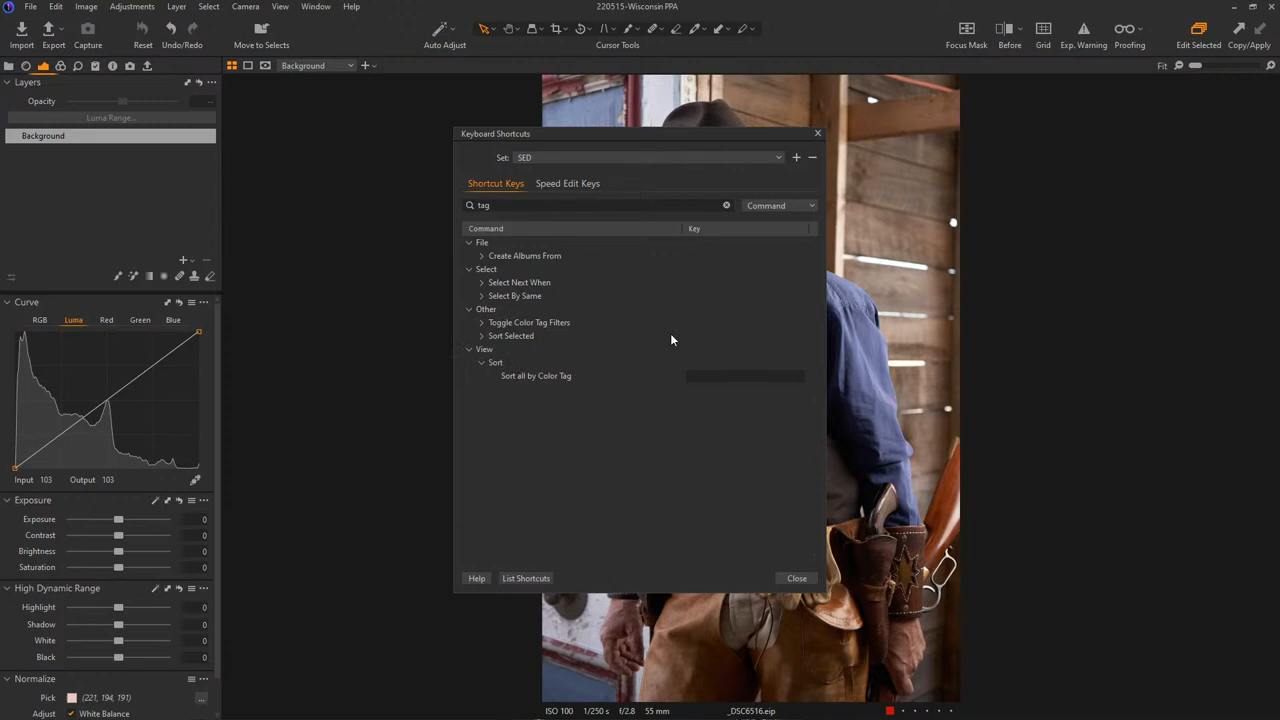 File Edit Image Adjustments Layer Select Camera View Window Help
220515-Wisconsin PPA
Import Export Capture Reset Undo/Redo Move to Selects Auto Adjust Cursor Tools Focus Mask Before Grid Exp. Warning Proofing Edit Selected Copy/Apply
Background
Fit
Layers
Opacity
Luma Range...
Background
Curve
RGB Luma Red Green Blue
Input 103 Output 103
Exposure
Exposure 0
Contrast 0
Brightness 0
Saturation 0
High Dynamic Range
Highlight 0
Shadow 0
White 0
Black 0
Normalize
Pick (221, 194, 191) ...
Adjust White Balance
Keyboard Shortcuts
Set: SED
Shortcut Keys Speed Edit Keys
tag Command
Command Key
File
Create Albums From
Select
Select Next When
Select By Same
Other
Toggle Color Tag Filters
Sort Selected
View
Sort
Sort all by Color Tag
Help List Shortcuts Close
ISO 100 1/250 s f/2.8 55 mm _DSC6516.eip